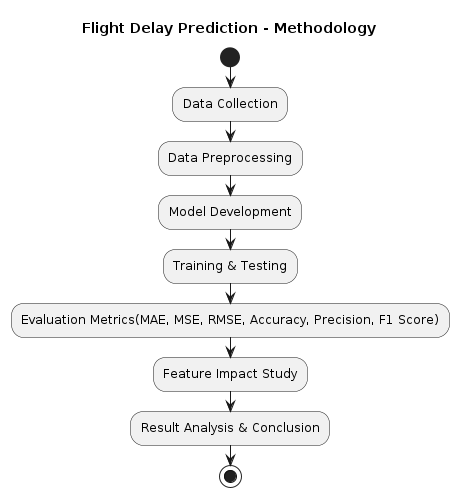 Flight Delay Prediction - Methodology
Data Collection
Data Preprocessing
Model Development
Training & Testing
Evaluation Metrics(MAE, MSE, RMSE, Accuracy, Precision, F1 Score)
Feature Impact Study
Result Analysis & Conclusion